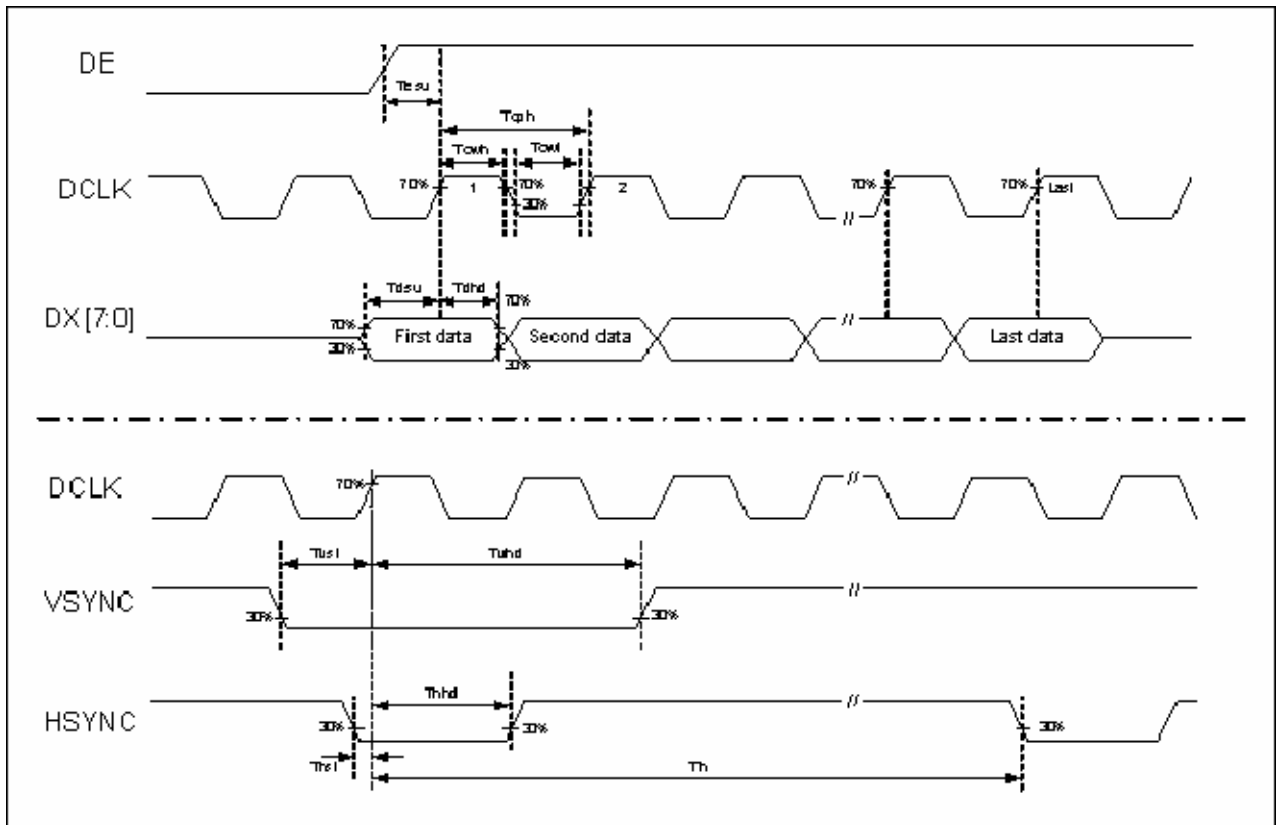 DE
Tesu
Tcph
Tcwh
Tcwl
DCLK
70%
1
70%
30%
2
70%
70%
Last
Tdsu
Tdhd
DX[7:0]
70%
30%
First data
70%
30%
Second data
//
//
Last data
DCLK
70%
//
Tvst
Tvhd
VSYNC
30%
30%
//
Thhd
HSYNC
30%
30%
//
30%
Thst
Th